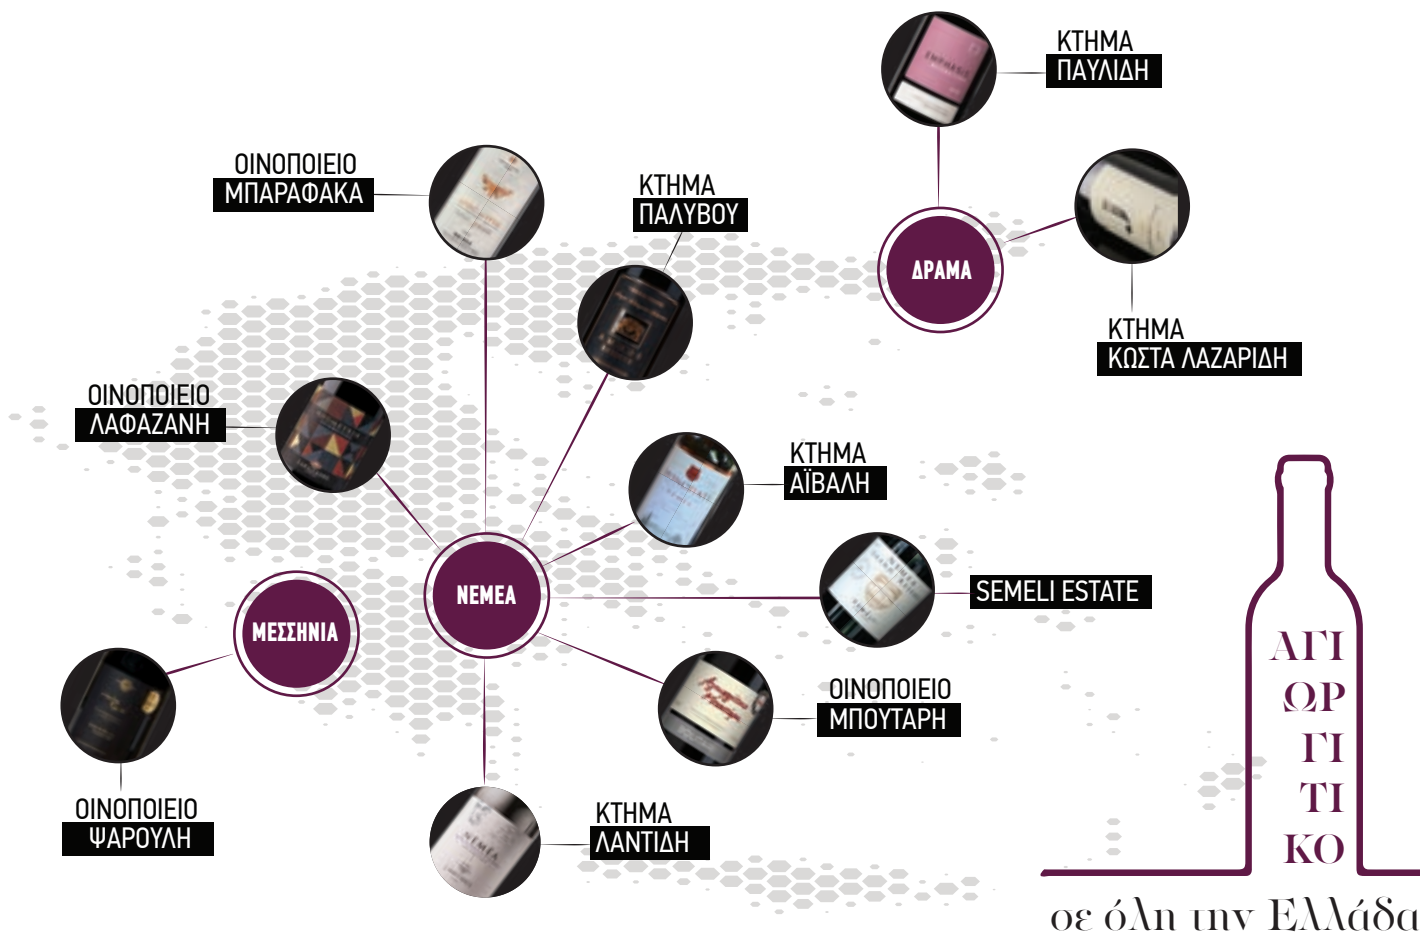 ΚΤΗΜΑ
ΠΑΥΛΙΔΗ
ΟΙΝΟΠΟΙΕΙΟ
ΜΠΑΡΑΦΑΚΑ
ΚΤΗΜΑ
ΠΑΛΥΒΟΥ
ΔΡΑΜΑ
ΚΤΗΜΑ
ΚΩΣΤΑ ΛΑΖΑΡΙΔΗ
ΟΙΝΟΠΟΙΕΙΟ
ΛΑΦΑΖΑΝΗ
ΚΤΗΜΑ
ΑΪΒΑΛΗ
ΝΕΜΕΑ
SEMELI ESTATE
ΜΕΣΣΗΝΙΑ
ΟΙΝΟΠΟΙΕΙΟ
ΜΠΟΥΤΑΡΗ
ΟΙΝΟΠΟΙΕΙΟ
ΨΑΡΟΥΛΗ
ΚΤΗΜΑ
ΛΑΝΤΙΔΗ
NEMEA
ΑΓΙ
ΩΡ
ΓΙ
ΤΙ
ΚΟ
σε όλη την Ελλάδα